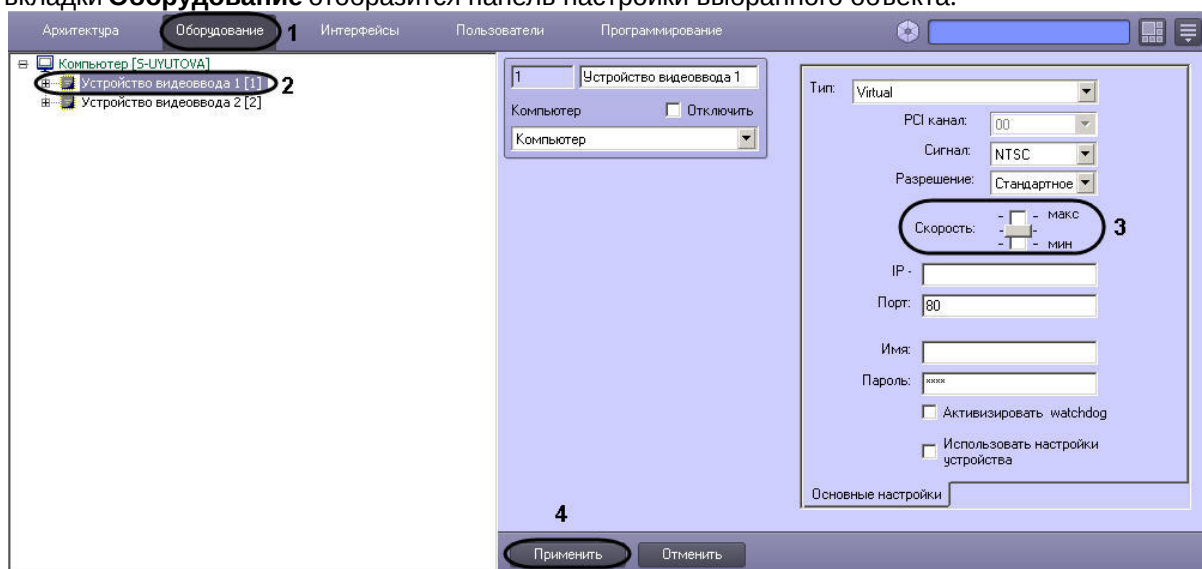 вкладки Оборудование отобразится панель настройки выбранного объекта.
Архитектура Оборудование 1 Интерфейсы Пользователи Программирование
Компьютер [S-UYUTOVA]
Устройство видеоввода 1 [1] 2
Устройство видеоввода 2 [2]
1 Устройство видеоввода 1
Компьютер Отключить
Компьютер
Тип: Virtual
PCI канал: 00
Сигнал: NTSC
Разрешение: Стандартное
Скорость: - - макс 3
- -
- - мин
IP -
Порт: 80
Имя:
Пароль: ****
Активизировать watchdog
Использовать настройки
устройства
Основные настройки
4
Применить Отменить